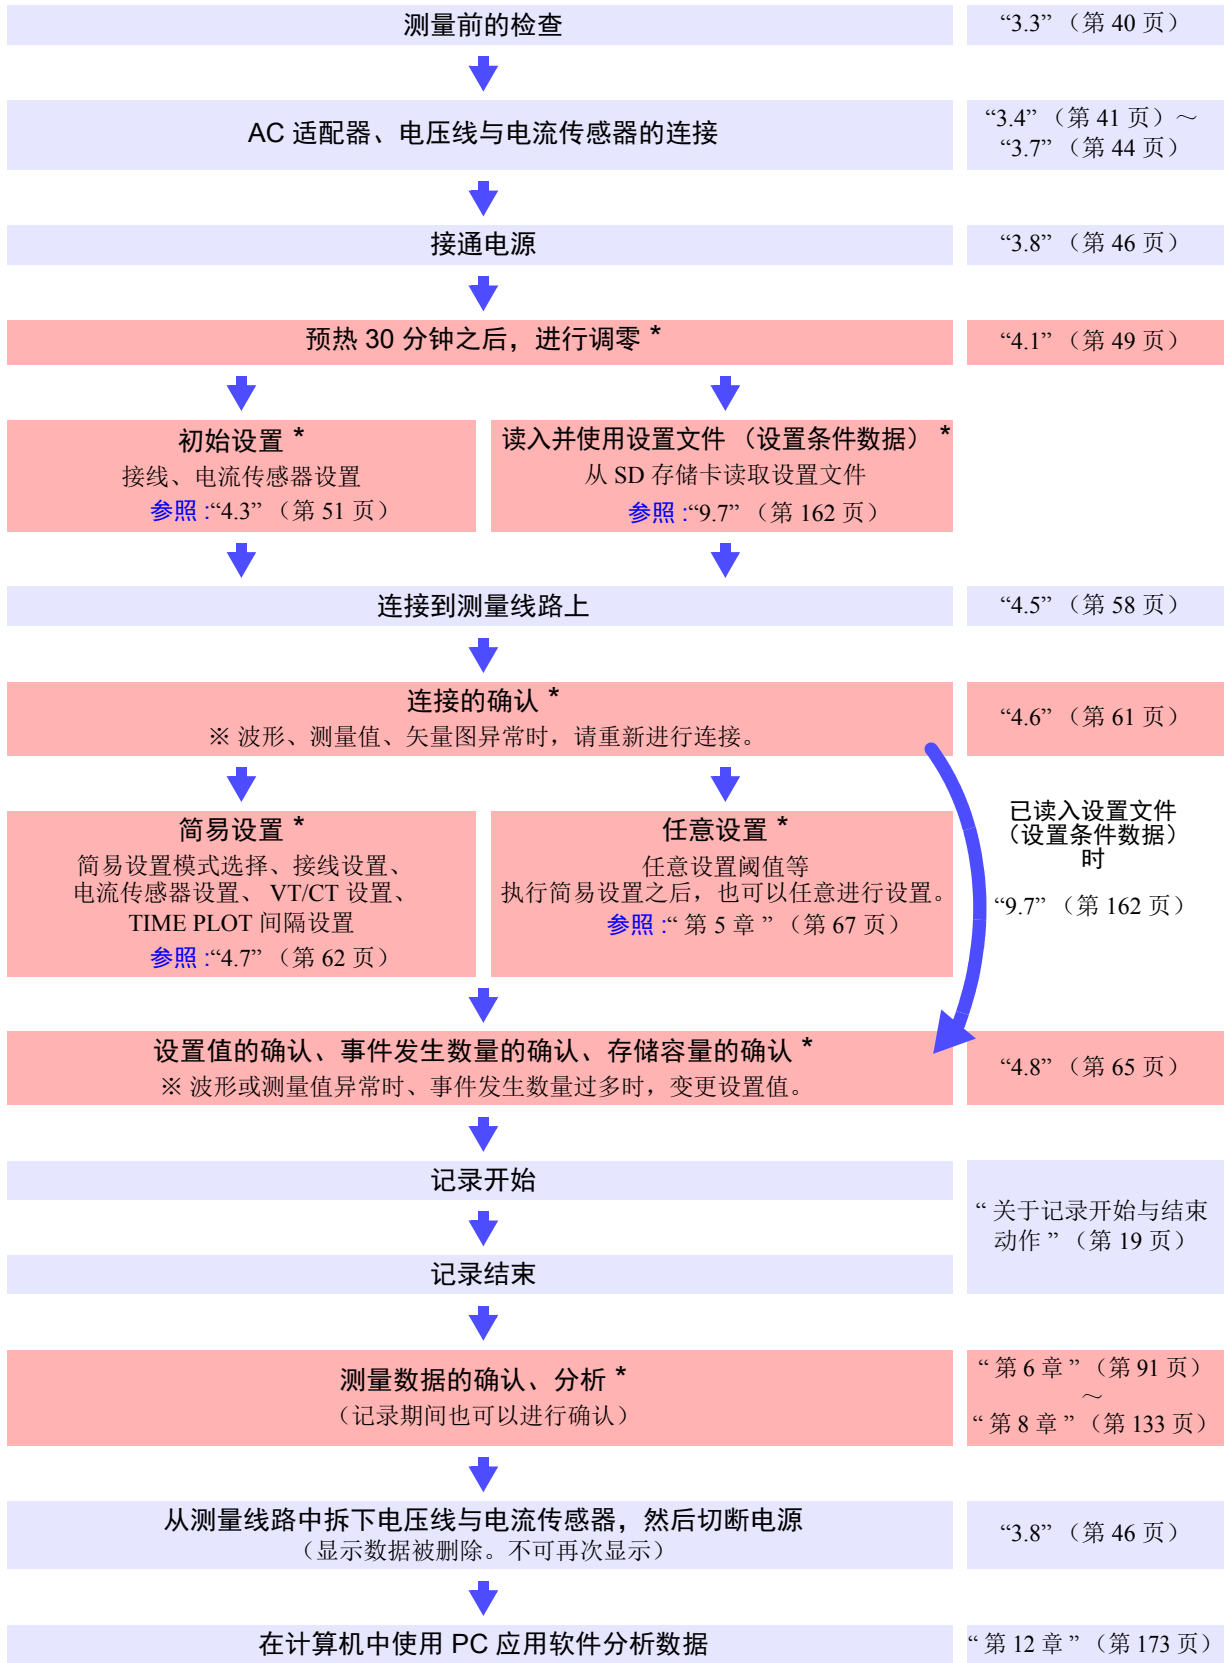 测量前的检查
“3.3”（第 40 页）
AC 适配器、电压线与电流传感器的连接
“3.4”（第 41 页）～
“3.7”（第 44 页）
接通电源
“3.8”（第 46 页）
预热 30 分钟之后，进行调零 *
“4.1”（第 49 页）
初始设置 *
接线、电流传感器设置
参照 :“4.3”（第 51 页）
读入并使用设置文件 （设置条件数据） *
从 SD 存储卡读取设置文件
参照 :“9.7”（第 162 页）
连接到测量线路上
“4.5”（第 58 页）
连接的确认 *
※ 波形、测量值、矢量图异常时，请重新进行连接。
“4.6”（第 61 页）
简易设置 *
简易设置模式选择、接线设置、
电流传感器设置、 VT/CT 设置、
TIME PLOT 间隔设置
参照 :“4.7”（第 62 页）
任意设置 *
任意设置阈值等
执行简易设置之后，也可以任意进行设置。
参照 :“ 第 5 章 ”（第 67 页）
已读入设置文件
（设置条件数据）
时
“9.7”（第 162 页）
设置值的确认、事件发生数量的确认、存储容量的确认 *
※ 波形或测量值异常时、事件发生数量过多时，变更设置值。
“4.8”（第 65 页）
记录开始
“ 关于记录开始与结束
动作 ”（第 19 页）
记录结束
测量数据的确认、分析 *
（记录期间也可以进行确认）
“ 第 6 章 ”（第 91 页）
～
“ 第 8 章 ”（第 133 页）
从测量线路中拆下电压线与电流传感器，然后切断电源
（显示数据被删除。不可再次显示）
“3.8”（第 46 页）
在计算机中使用 PC 应用软件分析数据
“ 第 12 章 ”（第 173 页）